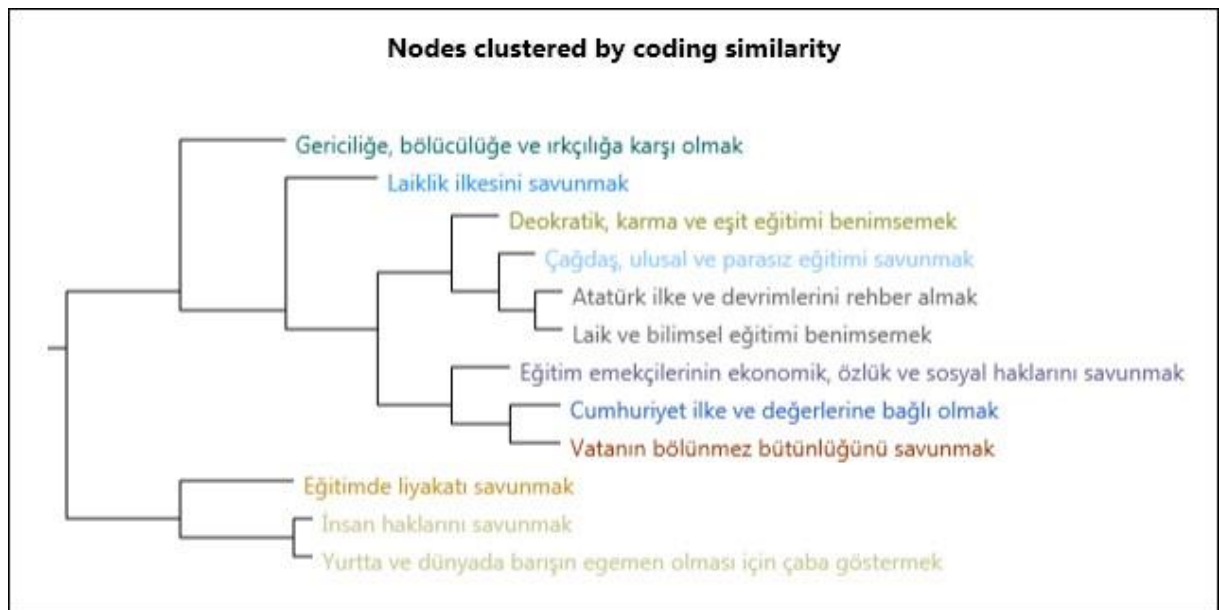 Nodes clustered by coding similarity
Gericiliğe, bölücülüğe ve ırkçılığa karşı olmak
Laiklik ilkesini savunmak
Deokratik, karma ve eşit eğitimi benimsemek
Çağdaş, ulusal ve parasız eğitimi savunmak
Atatürk ilke ve devrimlerini rehber almak
Laik ve bilimsel eğitimi benimsemek
Eğitim emekçilerinin ekonomik, özlük ve sosyal haklarını savunmak
Cumhuriyet ilke ve değerlerine bağlı olmak
Vatanın bölünmez bütünlüğünü savunmak
Eğitimde liyakatı savunmak
İnsan haklarını savunmak
Yurtta ve dünyada barışın egemen olması için çaba göstermek